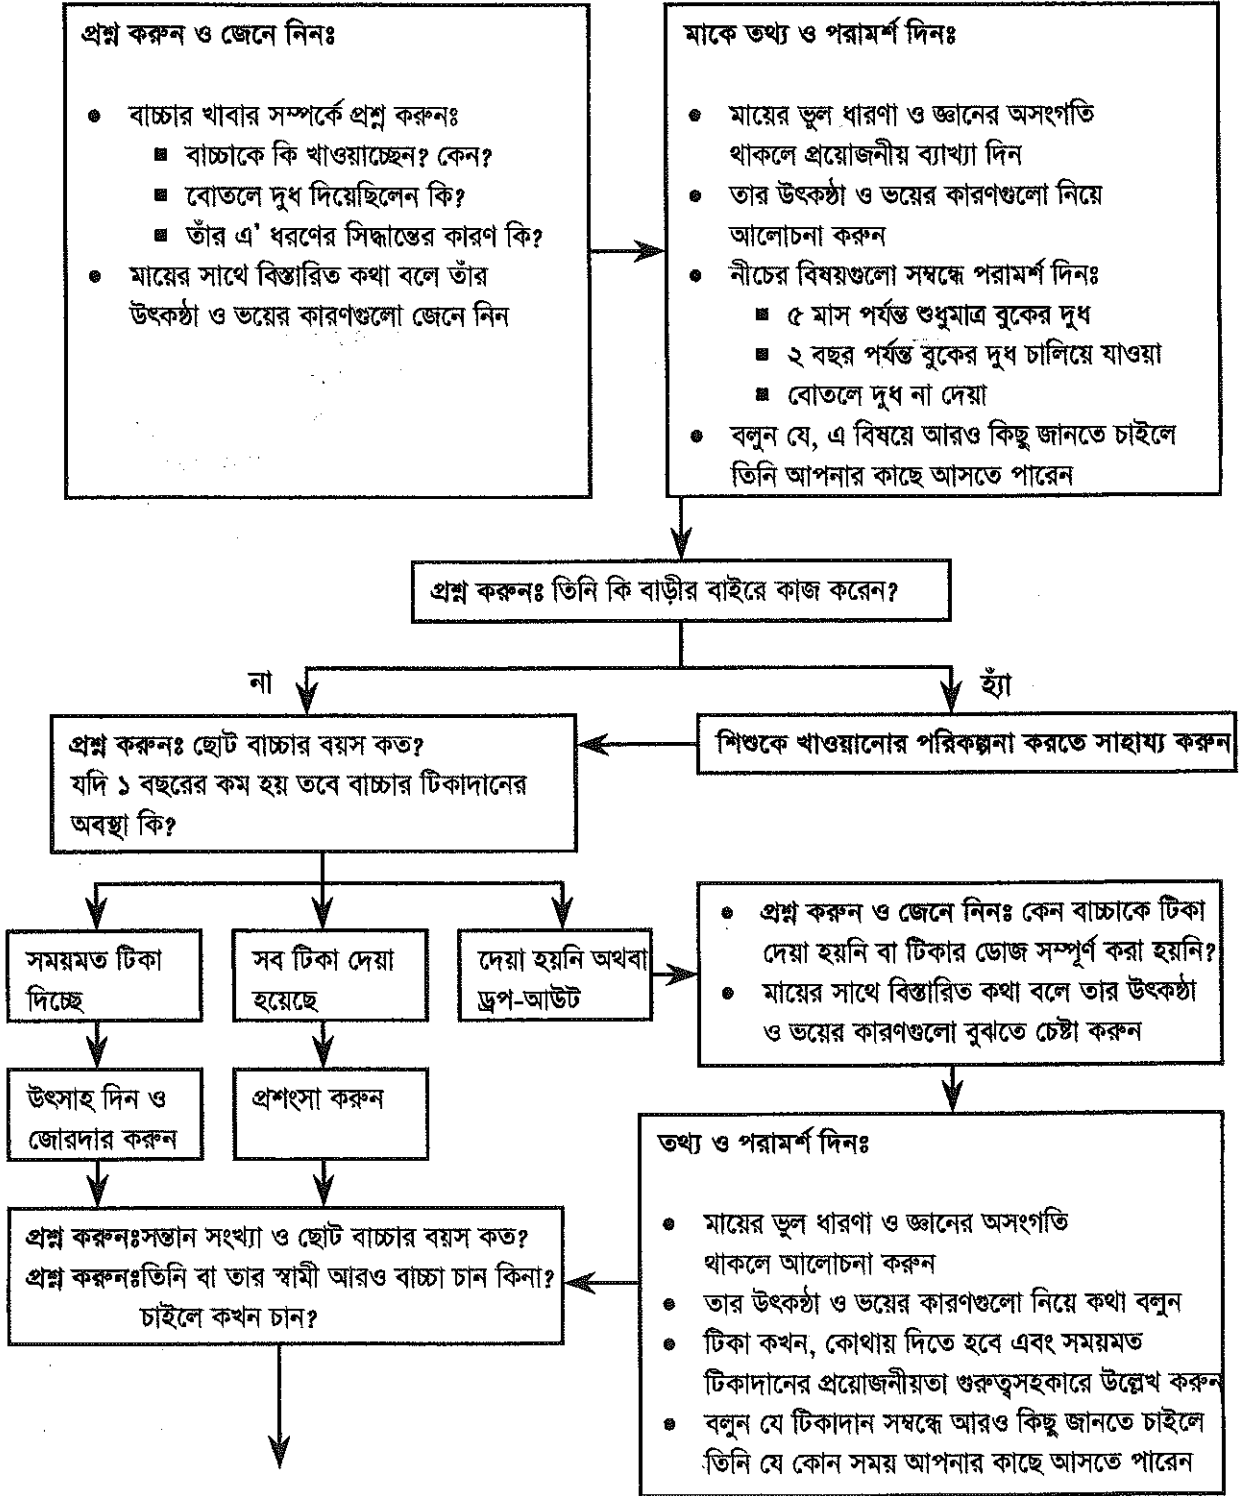 প্রশ্ন করুন ও জেনে নিনঃ
● বাচ্চার খাবার সম্পর্কে প্রশ্ন করুনঃ
■ বাচ্চাকে কি খাওয়াচ্ছেন? কেন?
■ বোতলে দুধ দিয়েছিলেন কি?
■ তাঁর এ' ধরণের সিদ্ধান্তের কারণ কি?
● মায়ের সাথে বিস্তারিত কথা বলে তাঁর
উৎকন্ঠা ও ভয়ের কারণগুলো জেনে নিন
মাকে তথ্য ও পরামর্শ দিনঃ
● মায়ের ভুল ধারণা ও জ্ঞানের অসংগতি
থাকলে প্রয়োজনীয় ব্যাখ্যা দিন
● তার উৎকন্ঠা ও ভয়ের কারণগুলো নিয়ে
আলোচনা করুন
● নীচের বিষয়গুলো সম্বন্ধে পরামর্শ দিনঃ
■ ৫ মাস পর্যন্ত শুধুমাত্র বুকের দুধ
■ ২ বছর পর্যন্ত বুকের দুধ চালিয়ে যাওয়া
■ বোতলে দুধ না দেয়া
● বলুন যে, এ বিষয়ে আরও কিছু জানতে চাইলে
তিনি আপনার কাছে আসতে পারেন
প্রশ্ন করুনঃ তিনি কি বাড়ীর বাইরে কাজ করেন?
না
হ্যাঁ
প্রশ্ন করুনঃ ছোট বাচ্চার বয়স কত?
যদি ১ বছরের কম হয় তবে বাচ্চার টিকাদানের
অবস্থা কি?
শিশুকে খাওয়ানোর পরিকল্পনা করতে সাহায্য করুন
সময়মত টিকা
দিচ্ছে
সব টিকা দেয়া
হয়েছে
দেয়া হয়নি অথবা
ড্রপ-আউট
● প্রশ্ন করুন ও জেনে নিনঃ কেন বাচ্চাকে টিকা
দেয়া হয়নি বা টিকার ডোজ সম্পূর্ণ করা হয়নি?
● মায়ের সাথে বিস্তারিত কথা বলে তার উৎকন্ঠা
ও ভয়ের কারণগুলো বুঝতে চেষ্টা করুন
উৎসাহ দিন ও
জোরদার করুন
প্রশংসা করুন
প্রশ্ন করুনঃসন্তান সংখ্যা ও ছোট বাচ্চার বয়স কত?
প্রশ্ন করুনঃতিনি বা তার স্বামী আরও বাচ্চা চান কিনা?
চাইলে কখন চান?
তথ্য ও পরামর্শ দিনঃ
● মায়ের ভুল ধারণা ও জ্ঞানের অসংগতি
থাকলে আলোচনা করুন
● তার উৎকন্ঠা ও ভয়ের কারণগুলো নিয়ে কথা বলুন
● টিকা কখন, কোথায় দিতে হবে এবং সময়মত
টিকাদানের প্রয়োজনীয়তা গুরুত্বসহকারে উল্লেখ করুন
● বলুন যে টিকাদান সম্বন্ধে আরও কিছু জানতে চাইলে
তিনি যে কোন সময় আপনার কাছে আসতে পারেন